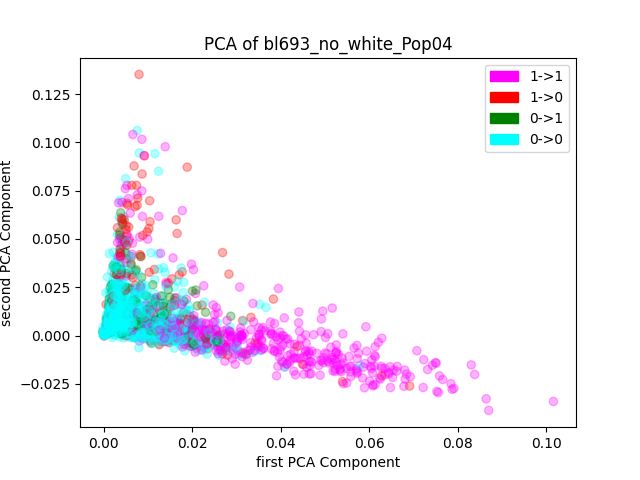 PCA of bl693_no_white_Pop04
1->1
1->0
0->1
0->0
0.125
0.100
0.075
0.050
0.025
0.000
−0.025
second PCA Component
0.00 0.02 0.04 0.06 0.08 0.10
first PCA Component